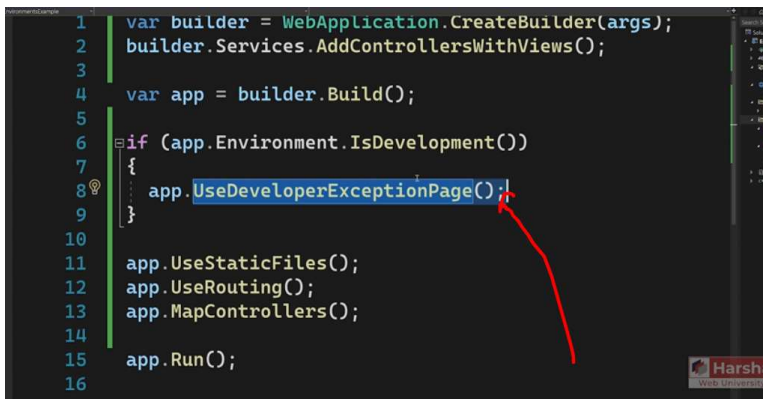 1 var builder = WebApplication.CreateBuilder(args);
2 builder.Services.AddControllersWithViews();
3
4 var app = builder.Build();
5
6 if (app.Environment.IsDevelopment())
7 {
8 app.UseDeveloperExceptionPage();
9 }
10
11 app.UseStaticFiles();
12 app.UseRouting();
13 app.MapControllers();
14
15 app.Run();
16
Harsha
Web University